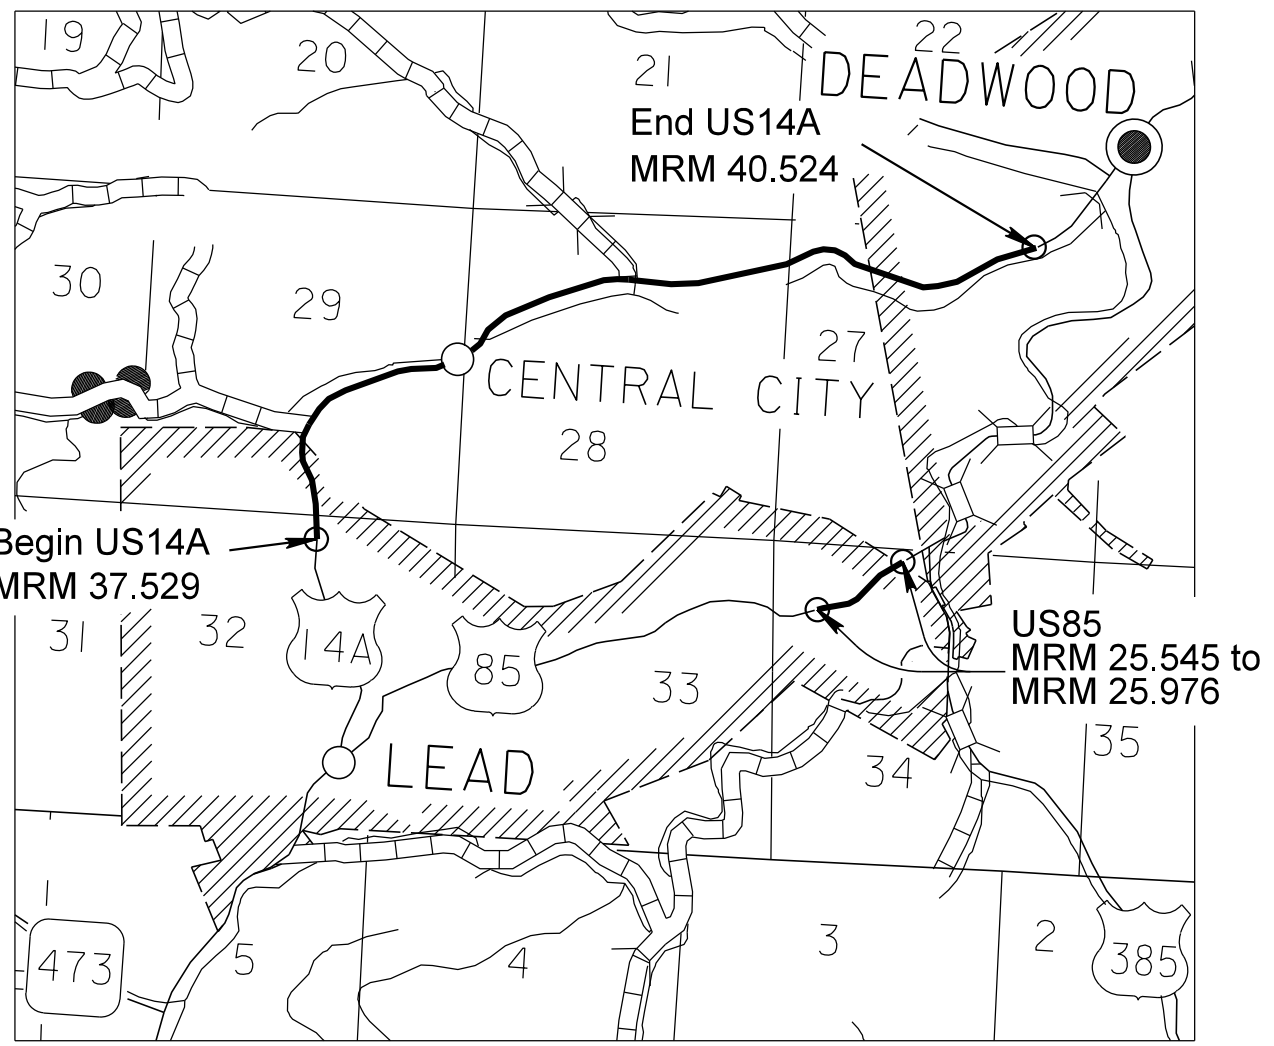 19
20
21
22
DEADWOOD
End US14A
MRM 40.524
30
29
27
CENTRAL CITY
28
Begin US14A
MRM 37.529
31
32
14A
85
33
US85
MRM 25.545 to
MRM 25.976
35
34
LEAD
473
5
4
3
2
385